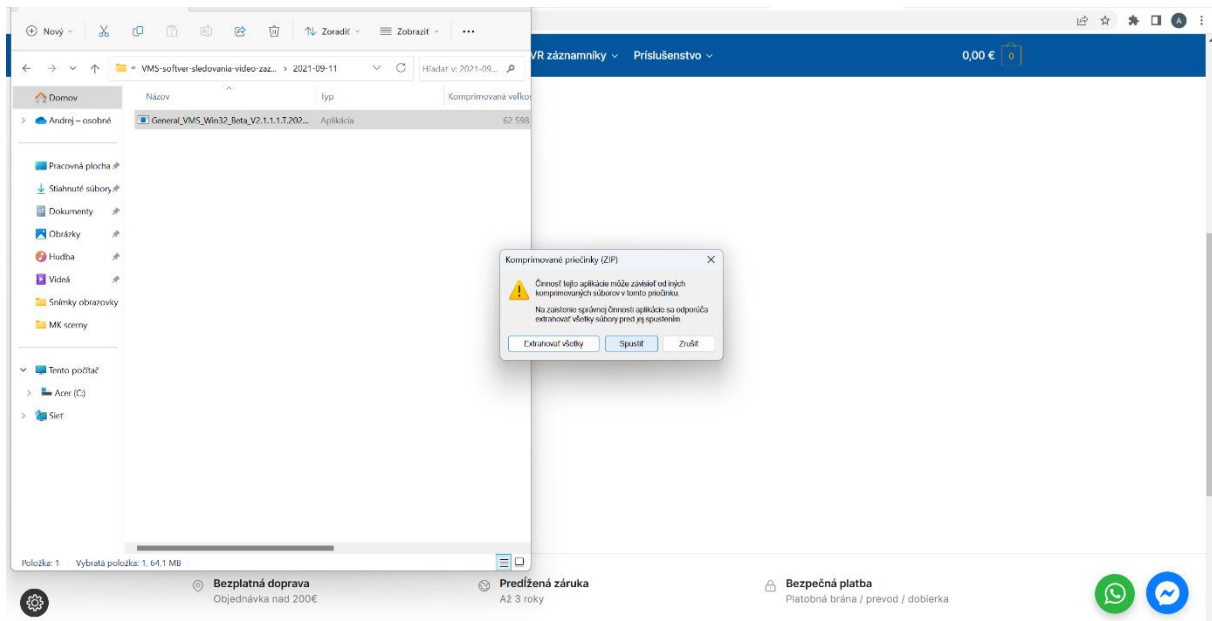 Nový
Zoradiť
Zobraziť
VMS-softver-sledovania-video-zaz... > 2021-09-11
Hľadať v: 2021-09...
Názov
Typ
Komprimovaná veľkos
Domov
Andrej – osobné
General_VMS_Win32_Beta_V2.1.1.1.T.202...
Aplikácia
62 598
Pracovná plocha
Stiahnuté súbory
Dokumenty
Obrázky
Hudba
Videá
Snímky obrazovky
MK scerny
Tento počítač
Acer (C:)
Sieť
Položka: 1
Vybratá položka: 1, 64,1 MB
VR záznamníky
Príslušenstvo
0,00 €
0
A
Komprimované priečinky (ZIP)
Činnosť tejto aplikácie môže závisieť od iných
komprimovaných súborov v tomto priečinku.
Na zaistenie správnej činnosti aplikácie sa odporúča
extrahovať všetky súbory pred jej spustením.
Extrahovať všetky
Spustiť
Zrušiť
Bezplatná doprava
Objednávka nad 200€
Predĺžená záruka
Až 3 roky
Bezpečná platba
Platobná brána / prevod / dobierka